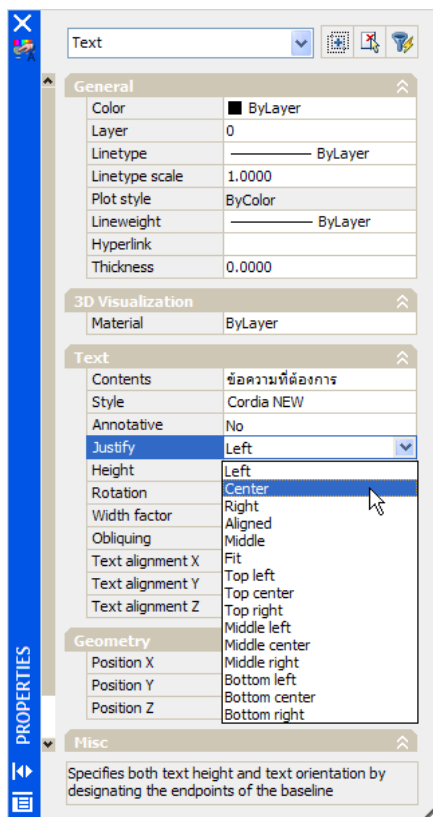 Text
General
Color ByLayer
Layer 0
Linetype ByLayer
Linetype scale 1.0000
Plot style ByColor
Lineweight ByLayer
Hyperlink
Thickness 0.0000
3D Visualization
Material ByLayer
Text
Contents ข้อความที่ต้องการ
Style Cordia NEW
Annotative No
Justify Left
Height Left
Rotation Center
Width factor Right
Obliquing Aligned
Text alignment X Middle
Text alignment Y Fit
Text alignment Z Top left
Top center
Top right
Geometry Middle left
Position X Middle center
Position Y Middle right
Position Z Bottom left
Bottom center
Bottom right
Misc
Specifies both text height and text orientation by
designating the endpoints of the baseline
PROPERTIES